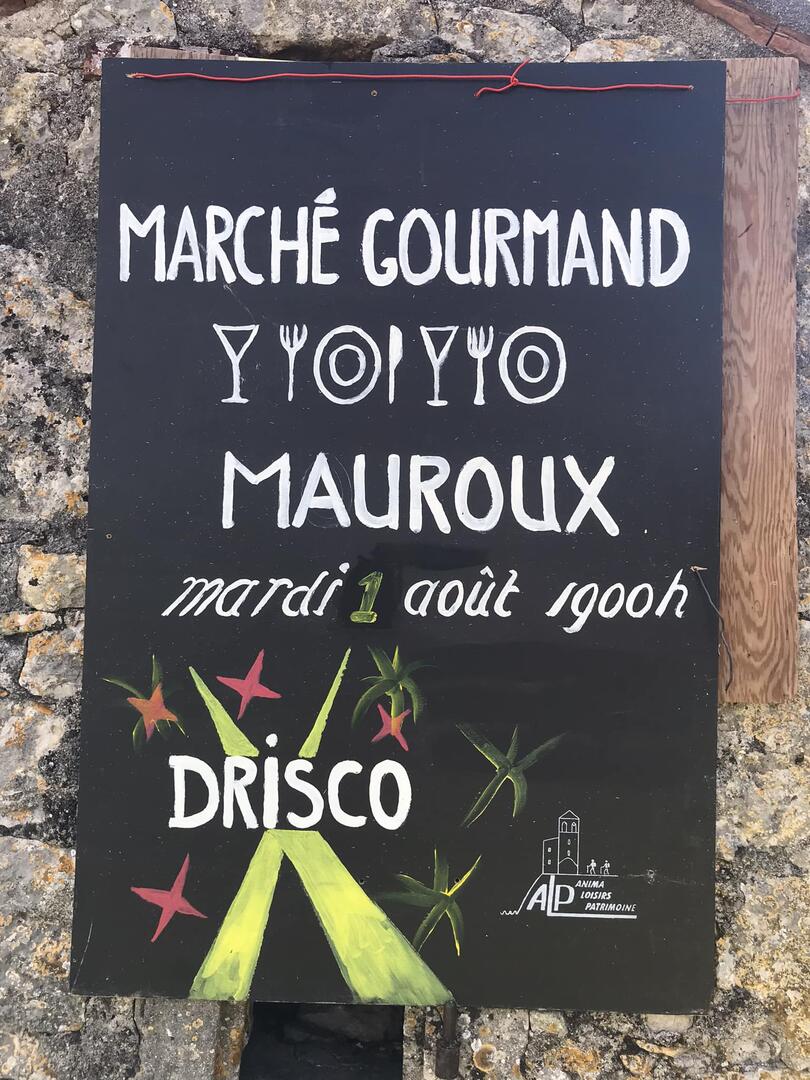 MARCHÉ GOURMAND
MAUROUX
mardi 1 août 1900h
DRISCO
ALP ANIMA
LOISIRS
PATRIMOINE